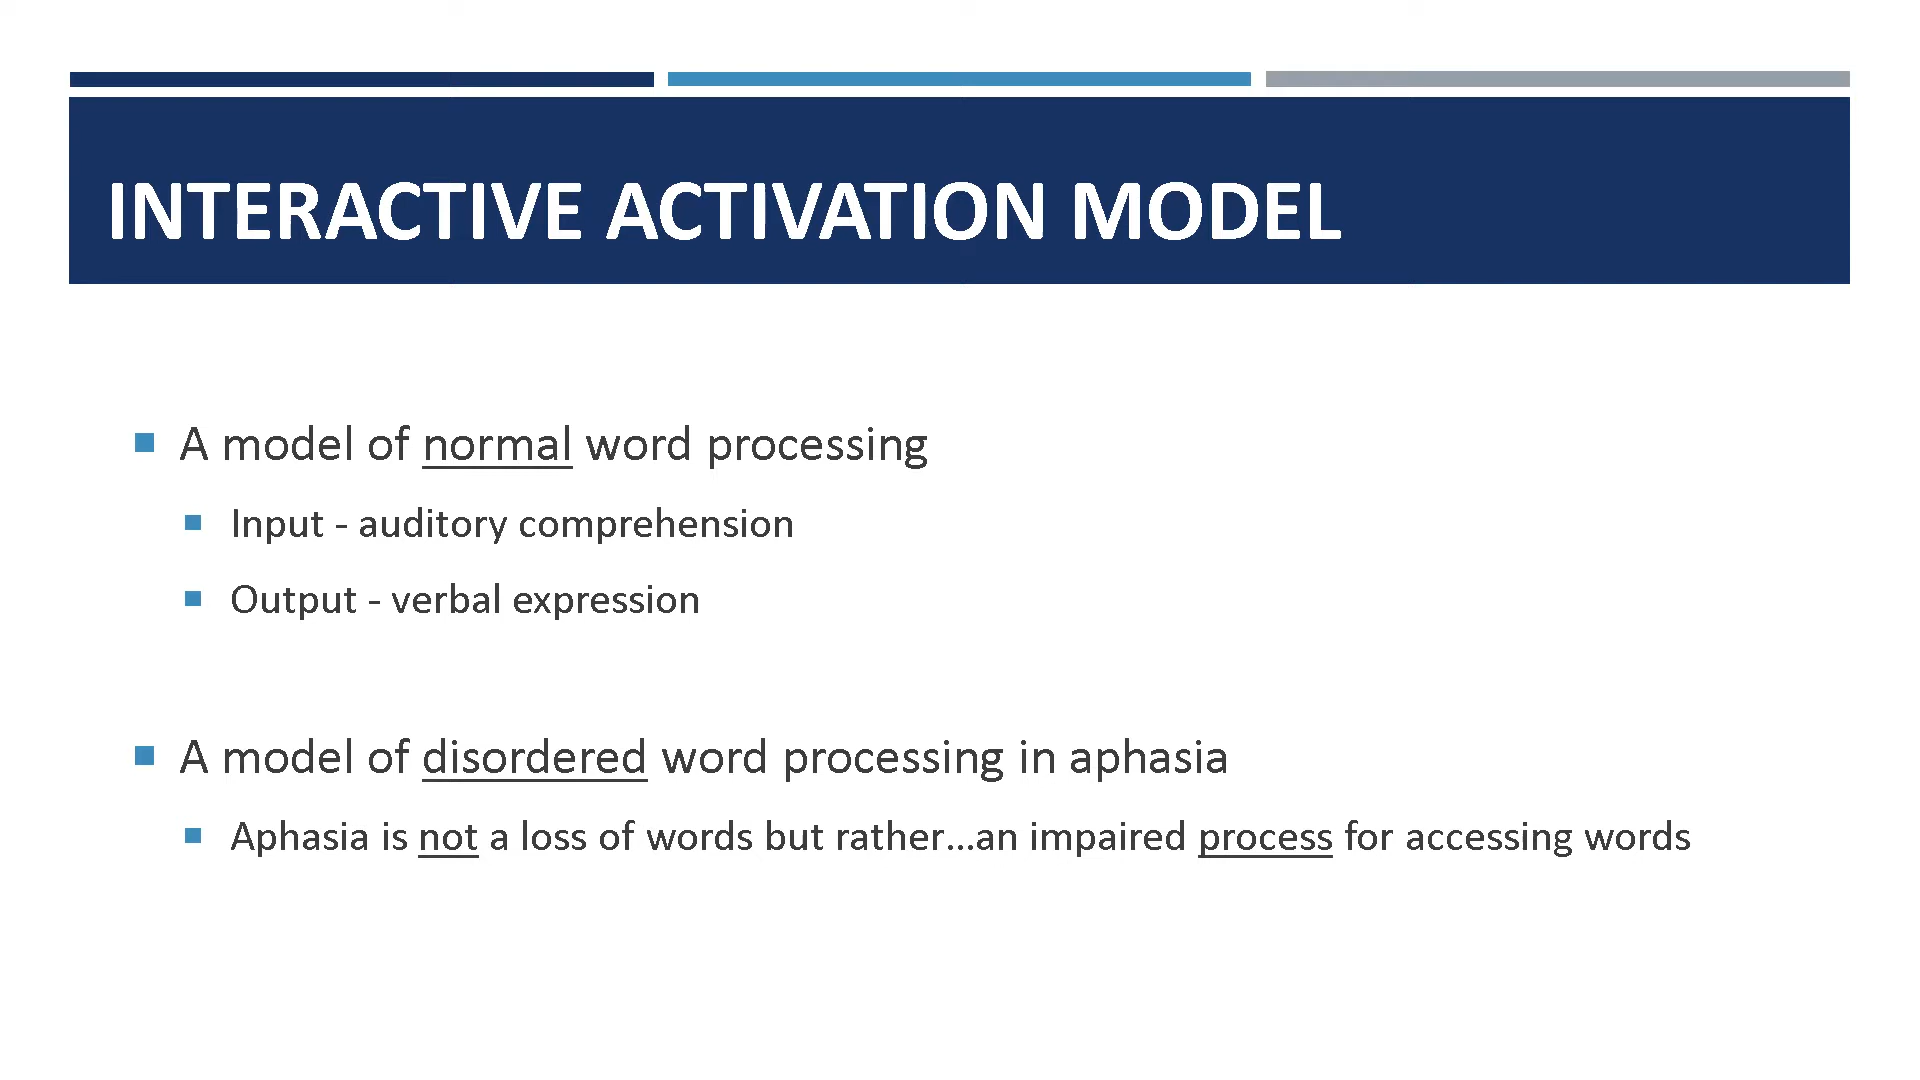 INTERACTIVE ACTIVATION MODEL
A model of normal word processing
Input - auditory comprehension
Output - verbal expression
A model of disordered word processing in aphasia
Aphasia is not a loss of words but rather...an impaired process for accessing words